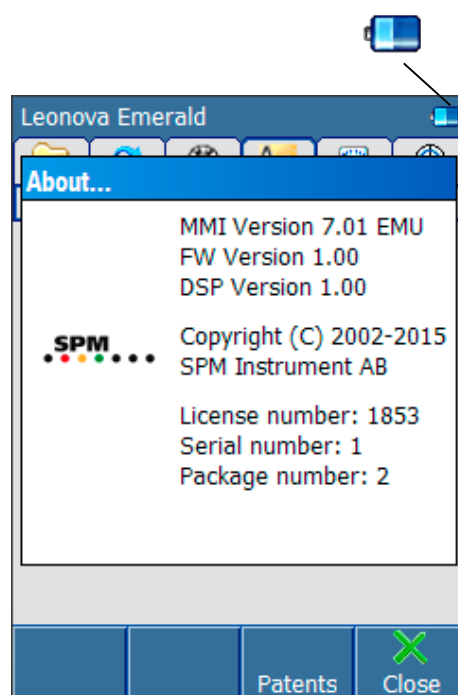 Leonova Emerald
About...
MMI Version 7.01 EMU
FW Version 1.00
DSP Version 1.00
SPM
Copyright (C) 2002-2015
SPM Instrument AB
License number: 1853
Serial number: 1
Package number: 2
Patents
Close